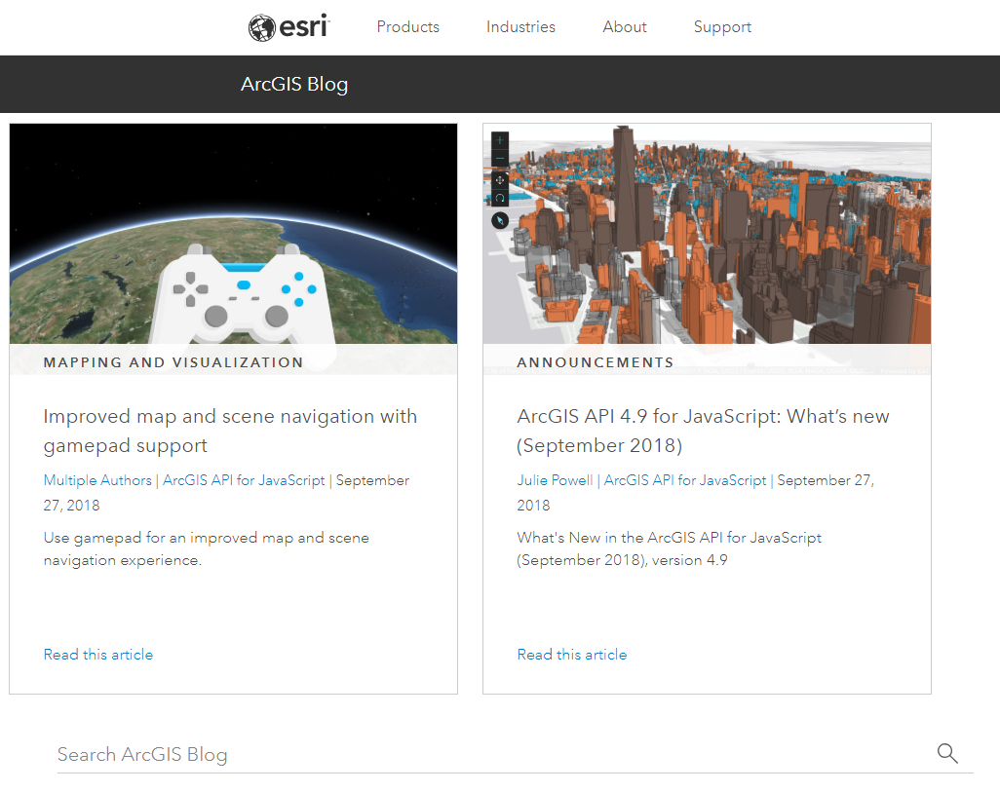 esri
Products
Industries
About
Support
ArcGIS Blog
MAPPING AND VISUALIZATION
Improved map and scene navigation with
gamepad support
Multiple Authors | ArcGIS API for JavaScript | September
27, 2018
Use gamepad for an improved map and scene
navigation experience.
Read this article
ANNOUNCEMENTS
ArcGIS API 4.9 for JavaScript: What’s new
(September 2018)
Julie Powell | ArcGIS API for JavaScript | September 27,
2018
What's New in the ArcGIS API for JavaScript
(September 2018), version 4.9
Read this article
Search ArcGIS Blog